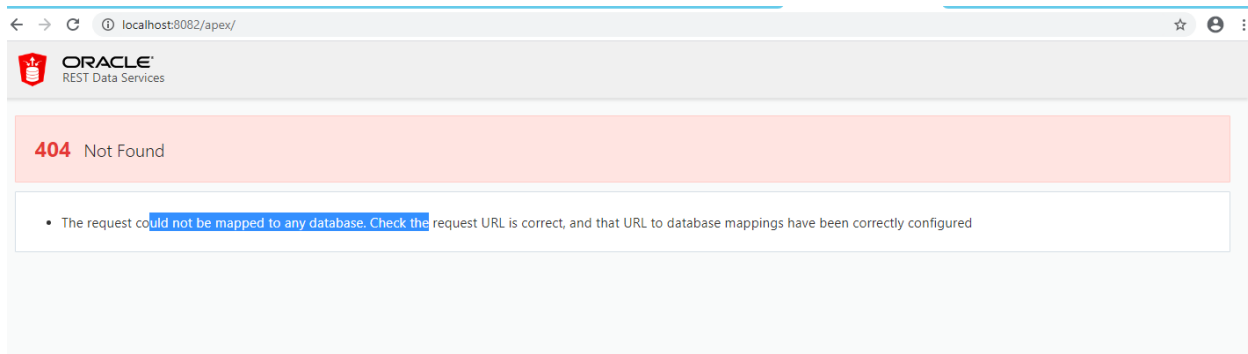 localhost:8082/apex/
ORACLE
REST Data Services
404 Not Found
The request could not be mapped to any database. Check the request URL is correct, and that URL to database mappings have been correctly configured